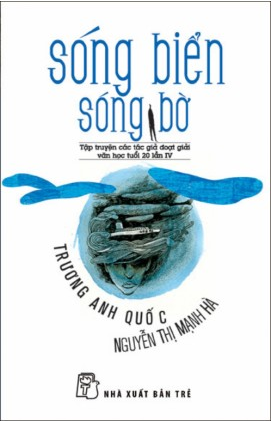 sóng biển
sóng bờ
Tập truyện các tác giả đoạt giải
văn học tuổi 20 lần IV
TRƯƠNG ANH QUỐC
NGUYỄN THỊ MẠNH HÀ
NHÀ XUẤT BẢN TRẺ